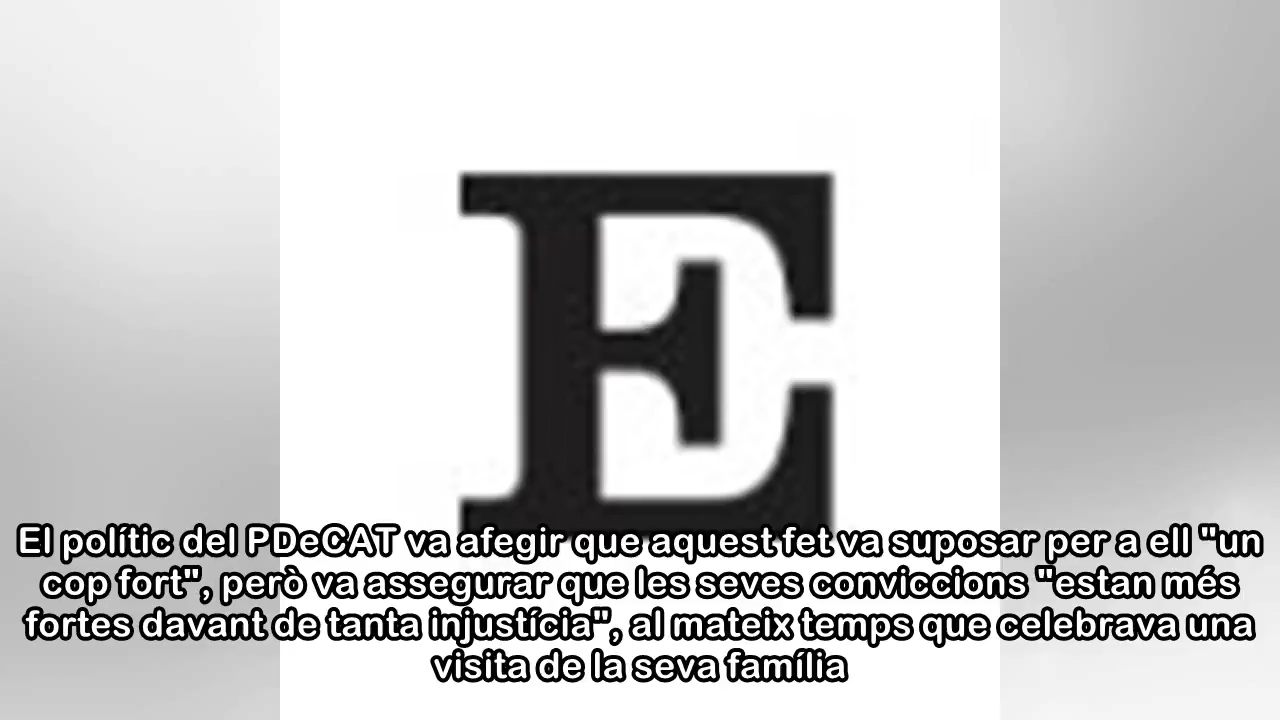 E
El polític del PDeCAT va afegir que aquest fet va suposar per a ell "un
cop fort", però va assegurar que les seves conviccions "estan més
fortes davant de tanta injustícia", al mateix temps que celebrava una
visita de la seva família